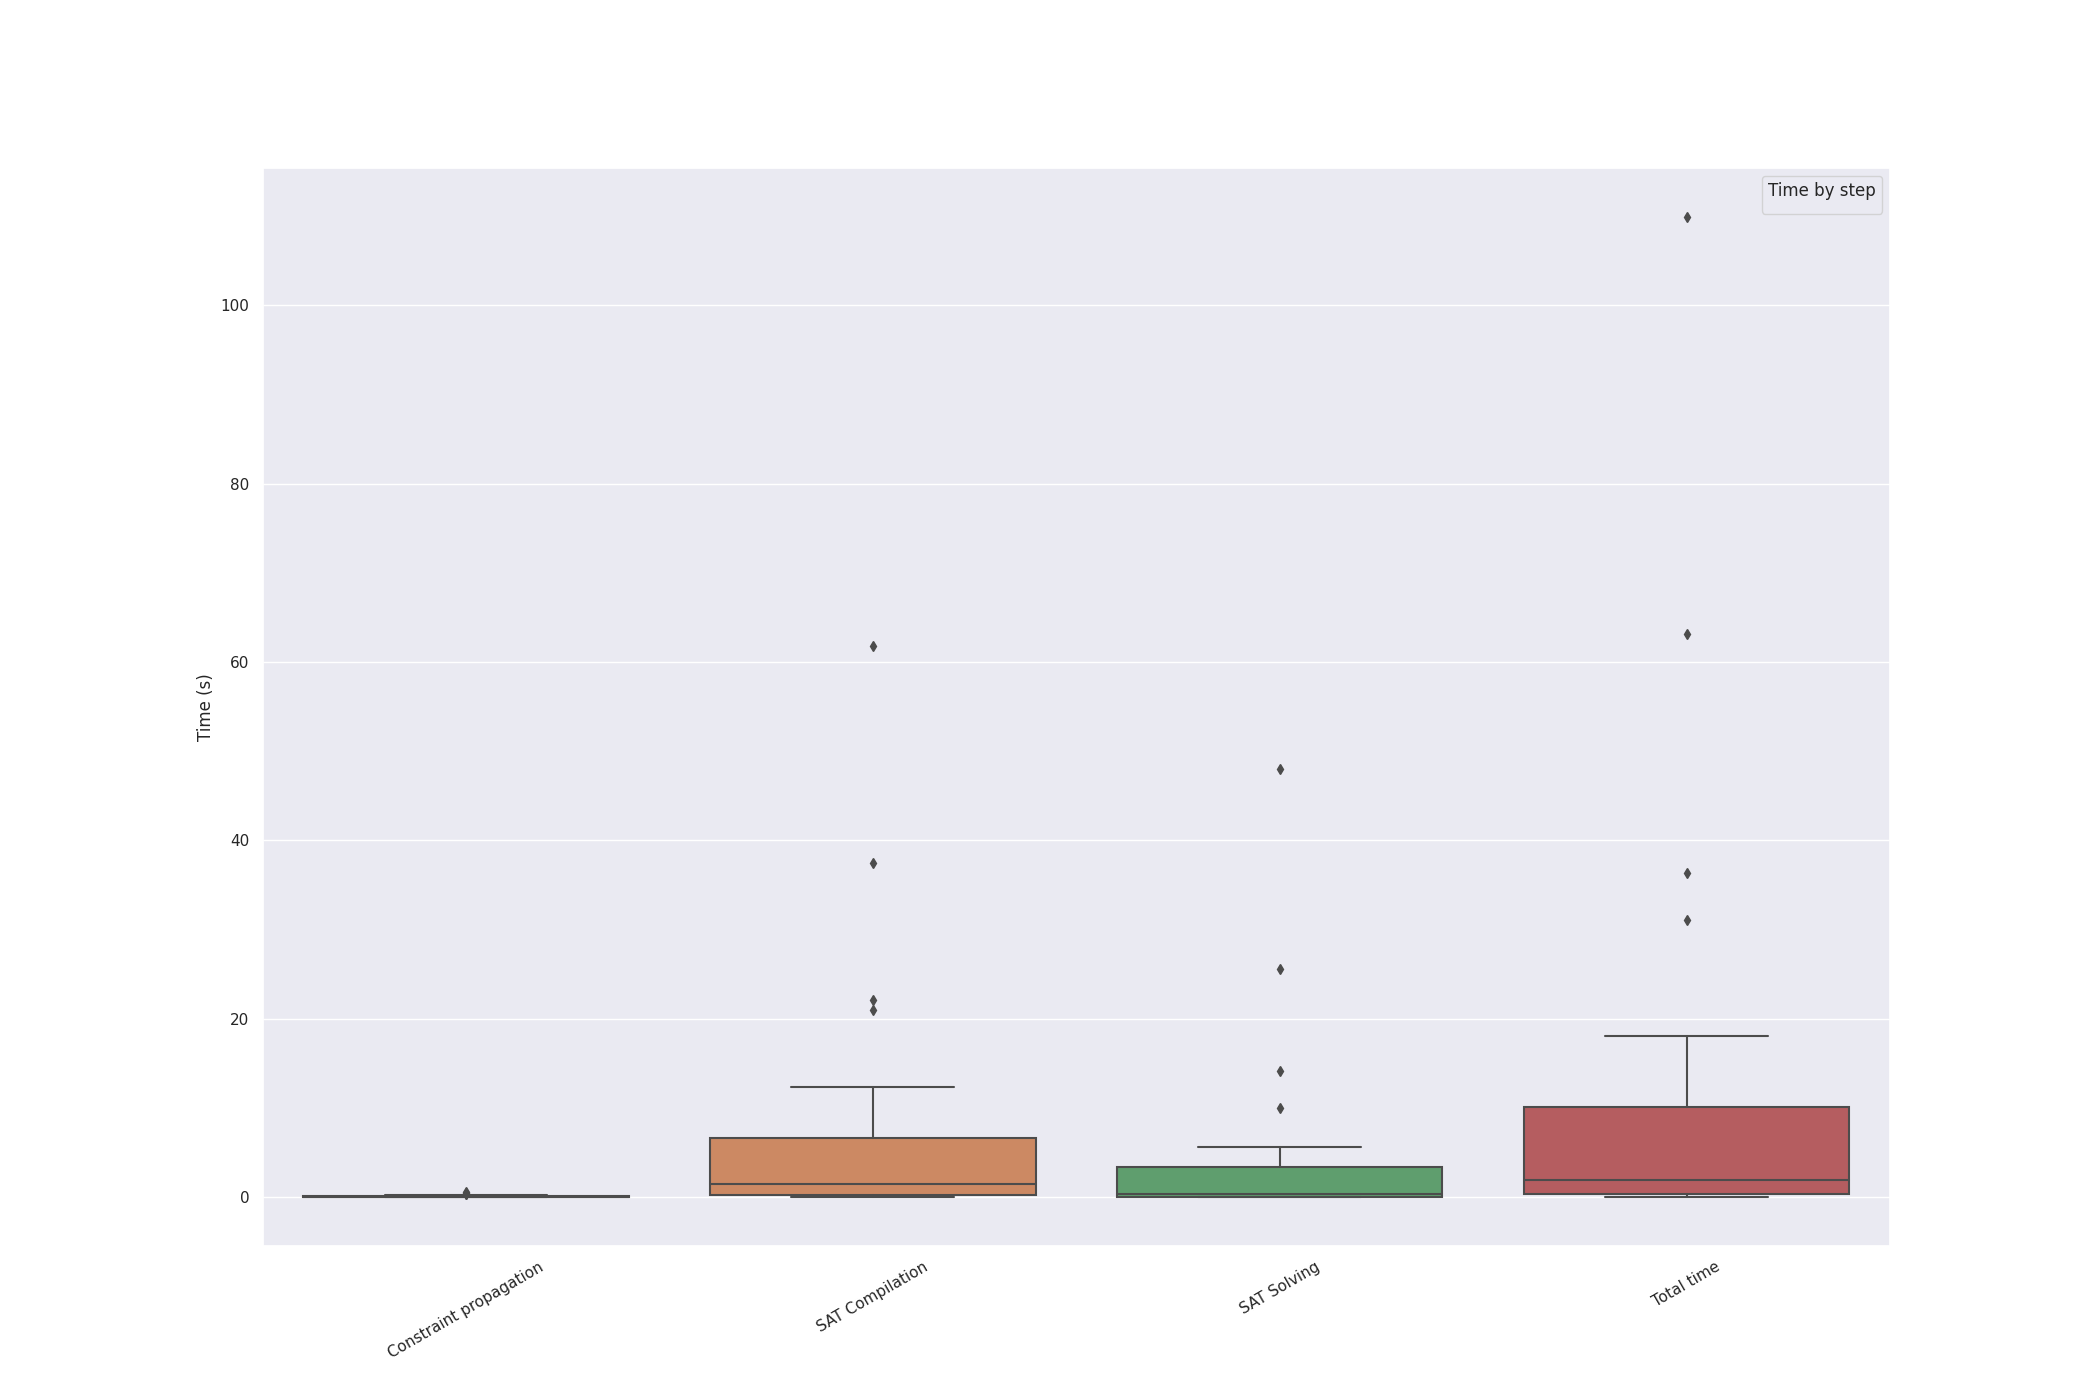 Time by step
100
80
60
40
20
0
Time (s)
Constraint propagation
SAT Compilation
SAT Solving
Total time